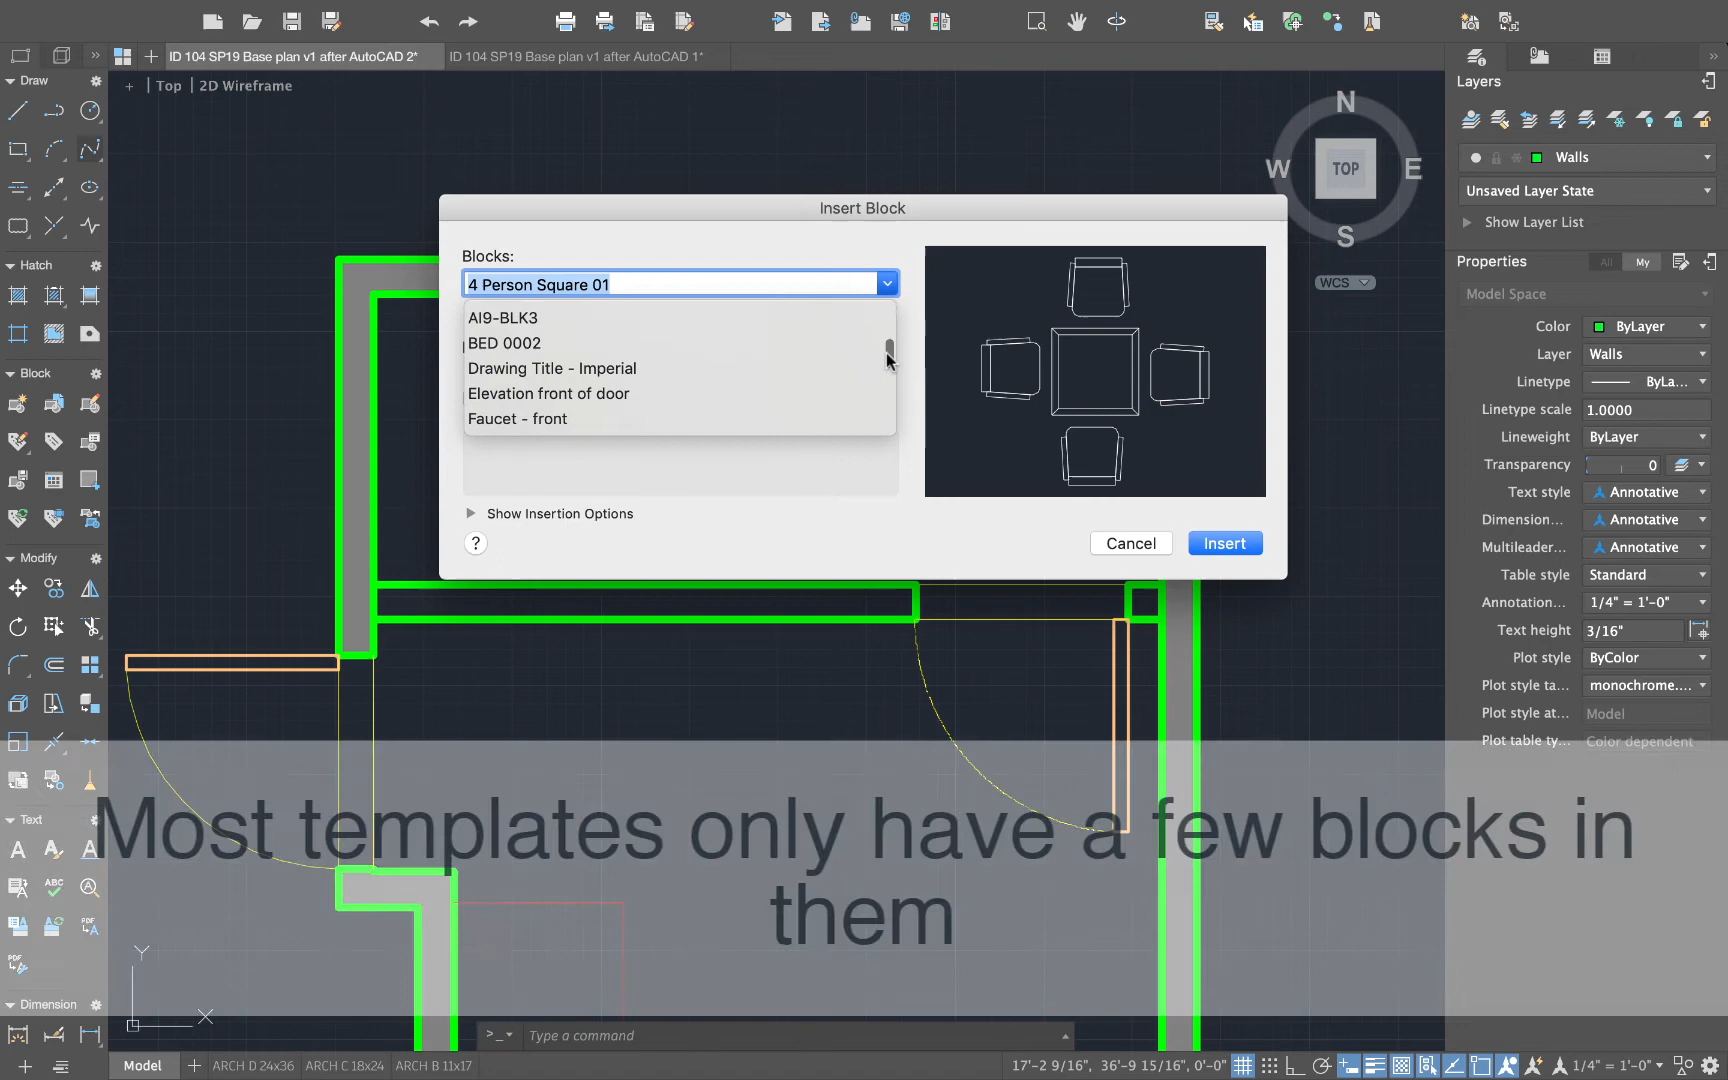 ID 104 SP19 Base plan v1 after AutoCAD 2*
ID 104 SP19 Base plan v1 after AutoCAD 1*
Draw
+ | Top | 2D Wireframe
Layers
N
W
TOP
E
S
WCS
Walls
Unsaved Layer State
Show Layer List
Insert Block
Blocks:
4 Person Square 01
AI9-BLK3
BED 0002
Drawing Title - Imperial
Elevation front of door
Faucet - front
Show Insertion Options
?
Cancel
Insert
Hatch
Block
Modify
Text
A
ABC
PDF
PDF
Dimension
Properties
All
My
Model Space
Color
ByLayer
Layer
Walls
Linetype
ByLa...
Linetype scale
1.0000
Lineweight
ByLayer
Transparency
0
Text style
Annotative
Dimension...
Annotative
Multileader...
Annotative
Table style
Standard
Annotation...
1/4" = 1'-0"
Text height
3/16"
Plot style
ByColor
Plot style ta...
monochrome....
Plot style at...
Model
Plot table ty...
Color dependent
Most templates only have a few blocks in
them
Y
X
>_
Type a command
Model
ARCH D 24x36
ARCH C 18x24
ARCH B 11x17
17'-2 9/16", 36'-9 15/16", 0'-0"
1/4" = 1'-0"